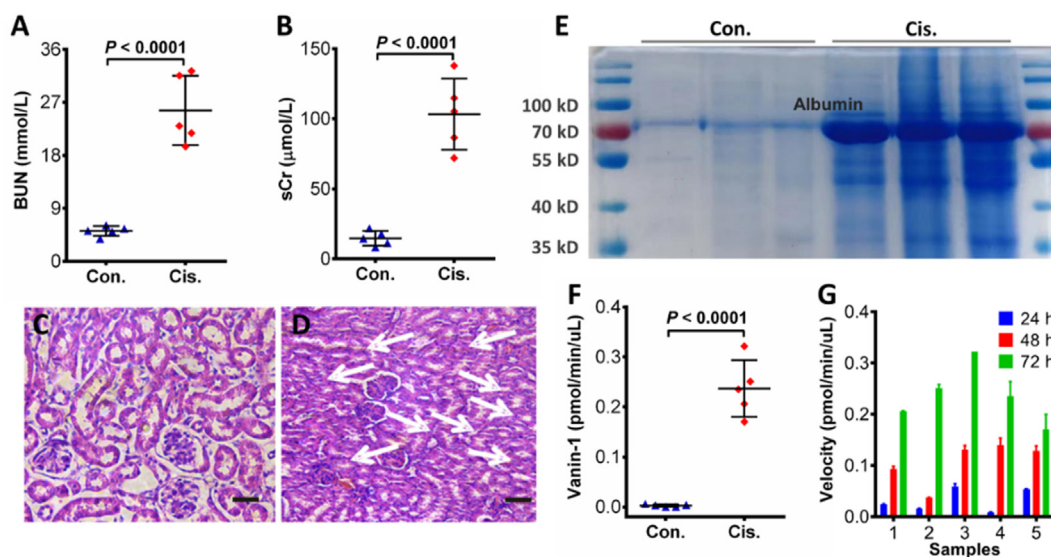 A
BUN (mmol/L)
36
27
18
9
0
P < 0.0001
Con.
Cis.
B
sCr (μmol/L)
150
100
50
0
P < 0.0001
Con.
Cis.
C
D
E
Con.
Cis.
Albumin
100 kD
70 kD
55 kD
40 kD
35 kD
F
Vanin-1 (pmol/min/uL)
0.4
0.3
0.2
0.1
0.0
P < 0.0001
Con.
Cis.
G
Velocity (pmol/min/uL)
0.4
0.3
0.2
0.1
0.0
24 h
48 h
72 h
1 2 3 4 5
Samples